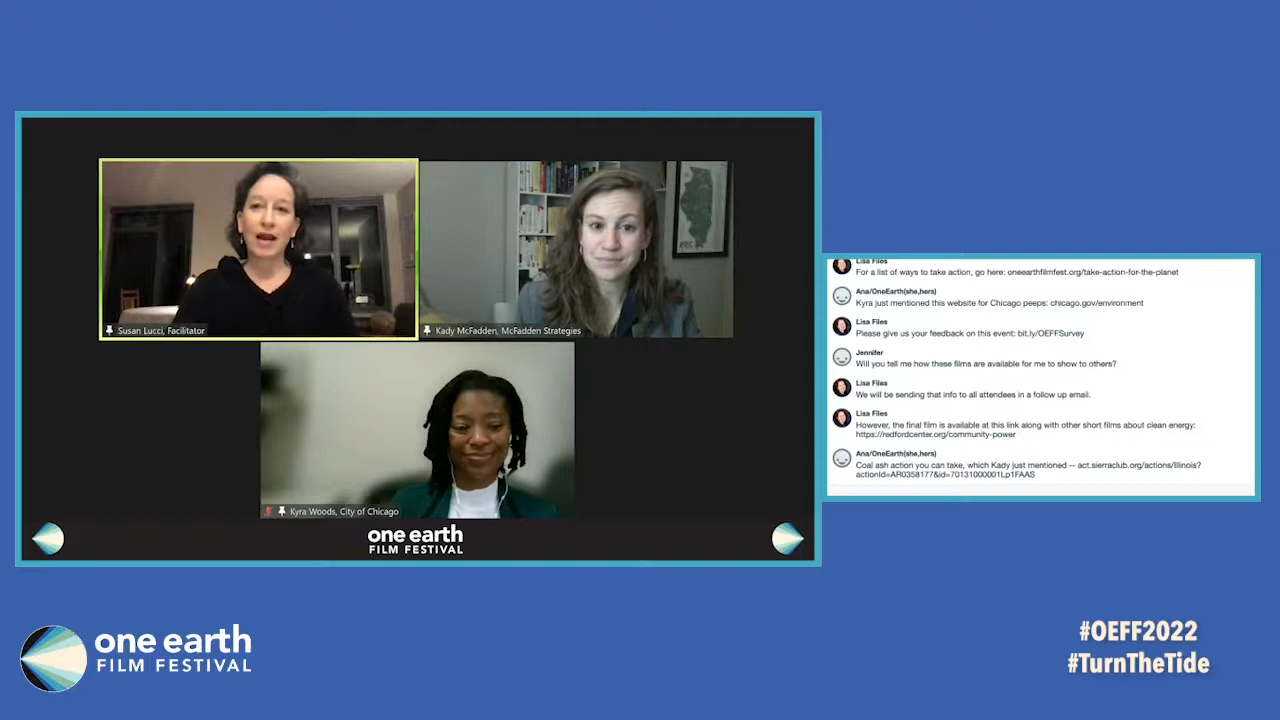 Susan Lucci, Facilitator
Kady McFadden, McFadden Strategies
Kyra Woods, City of Chicago
one earth
FILM FESTIVAL
Lisa Files
For a list of ways to take action, go here: oneearthfilmfest.org/take-action-for-the-planet
Ana/OneEarth(she,hers)
Kyra just mentioned this website for Chicago peeps: chicago.gov/environment
Lisa Files
Please give us your feedback on this event: bit.ly/OEFFSurvey
Jennifer
Will you tell me how these films are available for me to show to others?
Lisa Files
We will be sending that info to all attendees in a follow up email.
Lisa Files
However, the final film is available at this link along with other short films about clean energy:
https://redfordcenter.org/community-power
Ana/OneEarth(she,hers)
Coal ash action you can take, which Kady just mentioned -- act.sierraclub.org/actions/Illinois?
actionId=AR0358177&id=70131000001Lp1FAAS
one earth
FILM FESTIVAL
#OEFF2022
#TurnTheTide